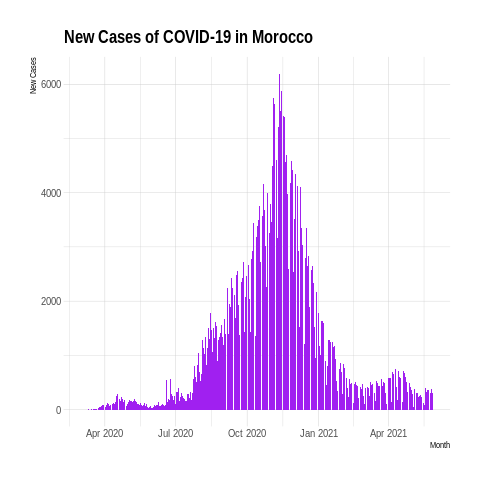 New Cases of COVID-19 in Morocco
New Cases
6000
4000
2000
0
Apr 2020 Jul 2020 Oct 2020 Jan 2021 Apr 2021
Month